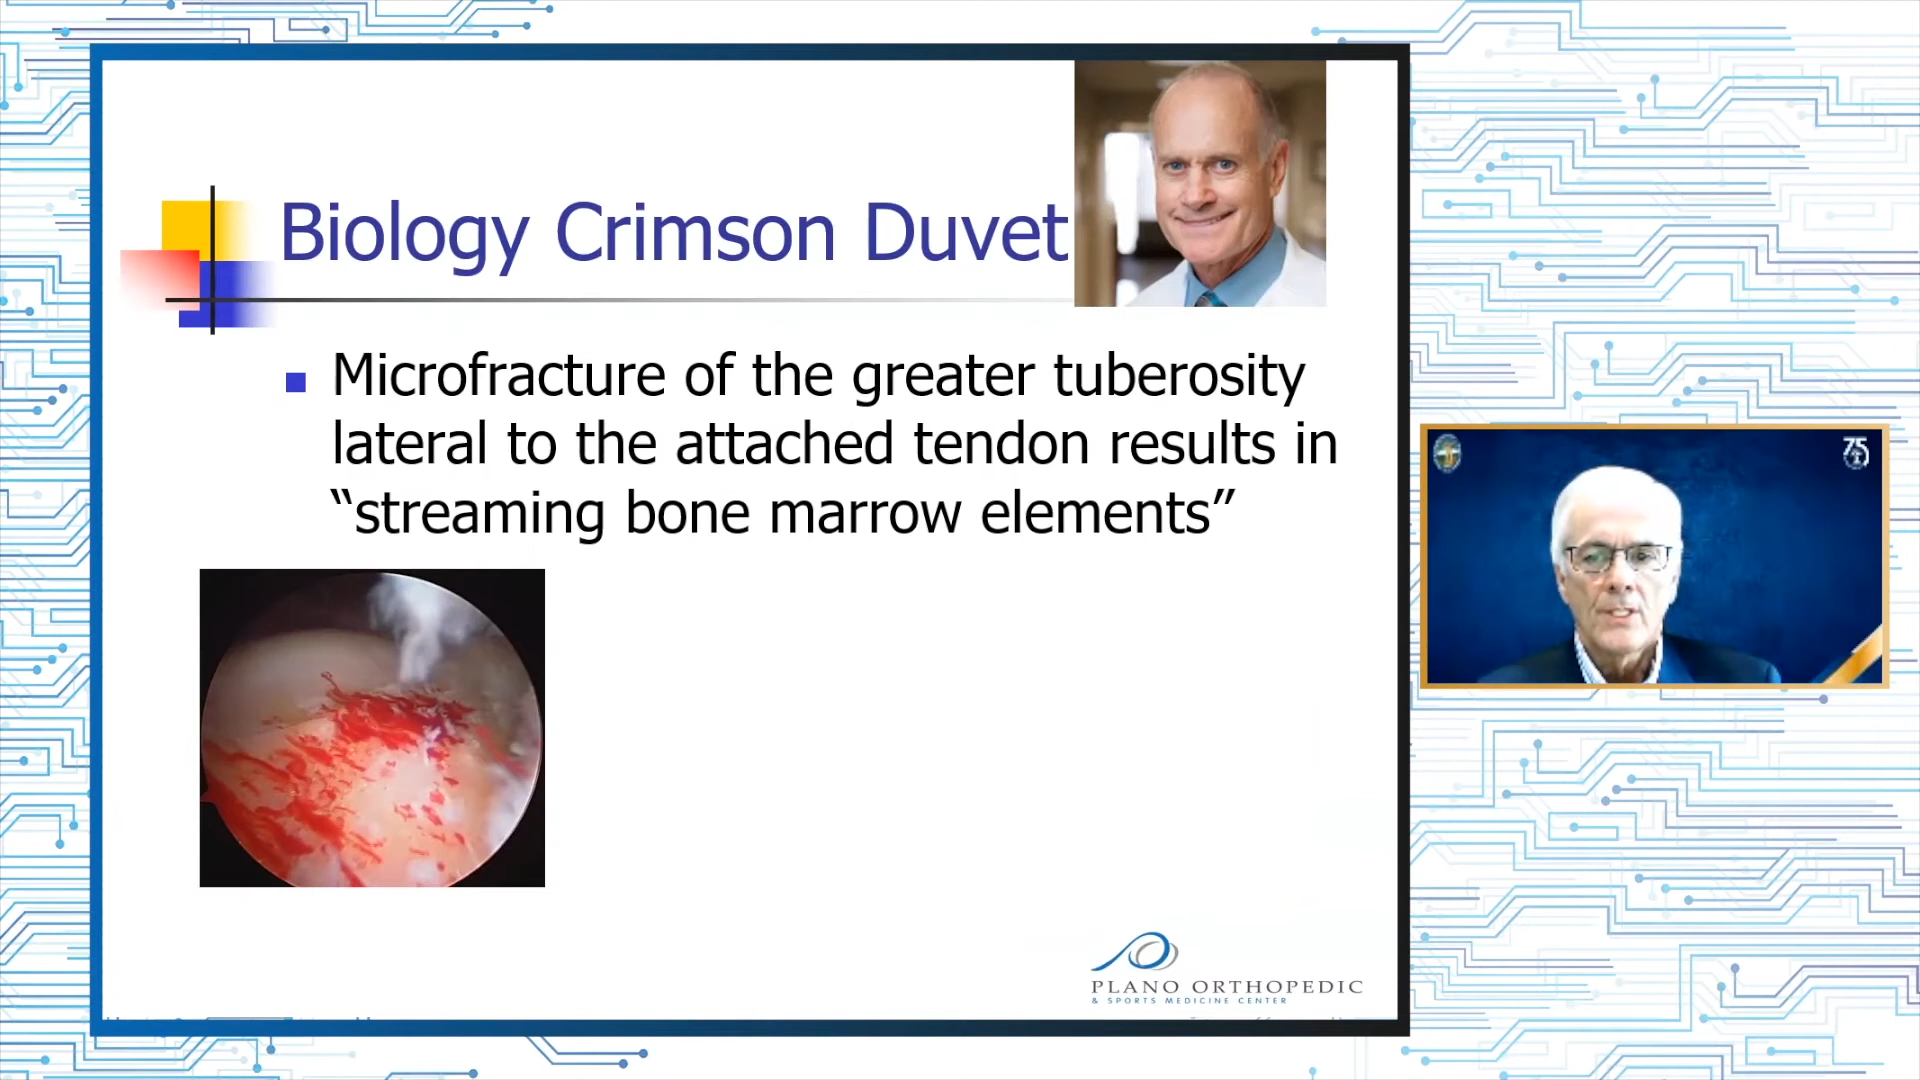 Biology Crimson Duvet
Microfracture of the greater tuberosity
lateral to the attached tendon results in
“streaming bone marrow elements”
75
PLANO ORTHOPEDIC
& SPORTS MEDICINE CENTER